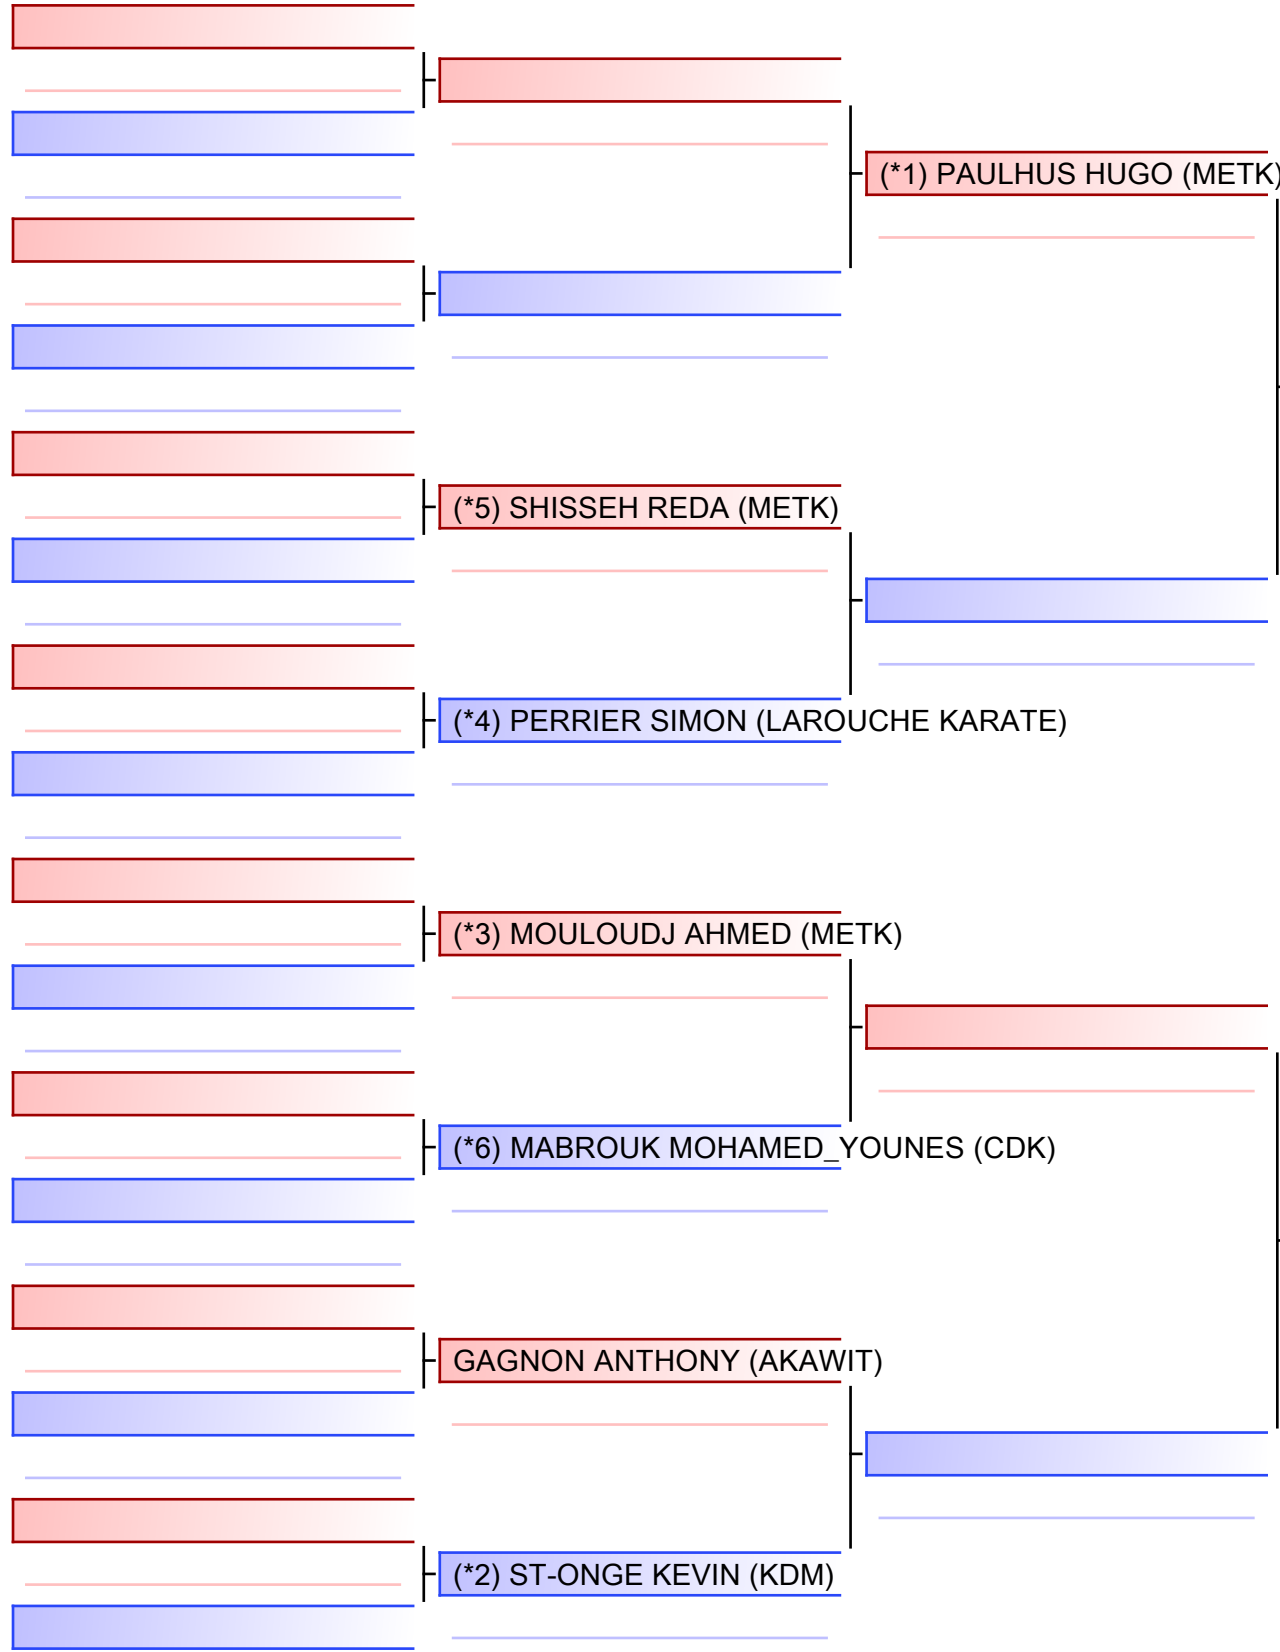 (*1) PAULHUS HUGO (METK)
(*5) SHISSEH REDA (METK)
(*4) PERRIER SIMON (LAROUCHE KARATE)
(*3) MOULOUDJ AHMED (METK)
(*6) MABROUK MOHAMED_YOUNES (CDK)
GAGNON ANTHONY (AKAWIT)
(*2) ST-ONGE KEVIN (KDM)